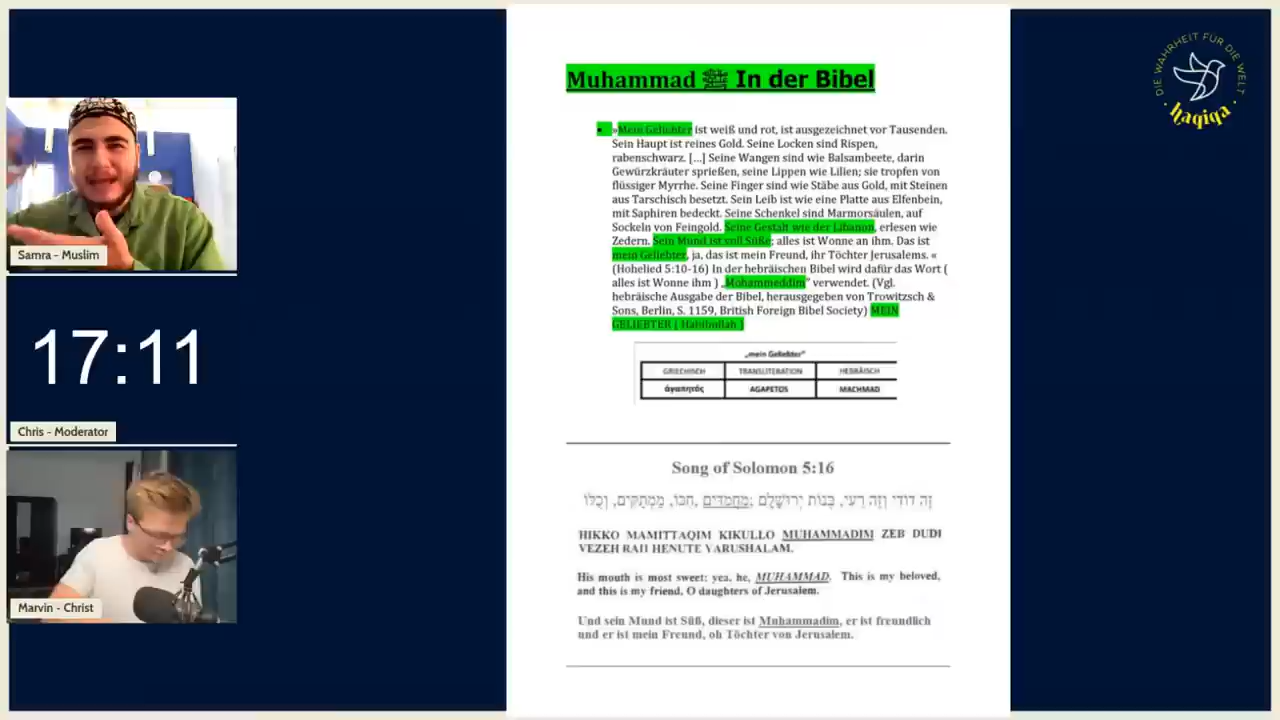 Samra - Muslim
17:11
Chris - Moderator
Marvin - Christ
Muhammad ﷺ In der Bibel
»Mein Geliebter ist weiß und rot, ist ausgezeichnet vor Tausenden.
Sein Haupt ist reines Gold. Seine Locken sind Rispen,
rabenschwarz. [...] Seine Wangen sind wie Balsambeete, darin
Gewürzkräuter sprießen, seine Lippen wie Lilien; sie tropfen von
flüssiger Myrrhe. Seine Finger sind wie Stäbe aus Gold, mit Steinen
aus Tarschisch besetzt. Sein Leib ist wie eine Platte aus Elfenbein,
mit Saphiren bedeckt. Seine Schenkel sind Marmorsäulen, auf
Sockeln von Feingold. Seine Gestalt wie der Libanon, erlesen wie
Zedern. Sein Mund ist voll Süße; alles ist Wonne an ihm. Das ist
mein Geliebter, ja, das ist mein Freund, ihr Töchter Jerusalems. «
(Hohelied 5:10-16) In der hebräischen Bibel wird dafür das Wort (
alles ist Wonne ihm ) „Mohammeddim" verwendet. (Vgl.
hebräische Ausgabe der Bibel, herausgegeben von Trowitzsch &
Sons, Berlin, S. 1159, British Foreign Bibel Society) MEIN
GELIEBTER [ Habibullah ]
„mein Geliebter"
GRIECHISCH TRANSLITERATION HEBRÄISCH
ἀγαπητός AGAPETOS MACHMAD
Song of Solomon 5:16
זֶה דוֹדִי וְזֶה רֵעִי, בְּנוֹת יְרוּשָׁלִָם ;מַחֲמַדִּים ,חִכּוֹ, מַמְתַקִּים, וְכֻלּוֹ
HIKKO MAMITTAQIM KIKULLO MUHAMMADIM ZEB DUDI
VEZEH RAII HENUTE YARUSHALAM.
His mouth is most sweet: yea, he, MUHAMMAD. This is my beloved,
and this is my friend, O daughters of Jerusalem.
Und sein Mund ist Süß, dieser ist Muhammadim, er ist freundlich
und er ist mein Freund, oh Töchter von Jerusalem.
DIE WAHRHEIT FÜR DIE WELT
haqiqa